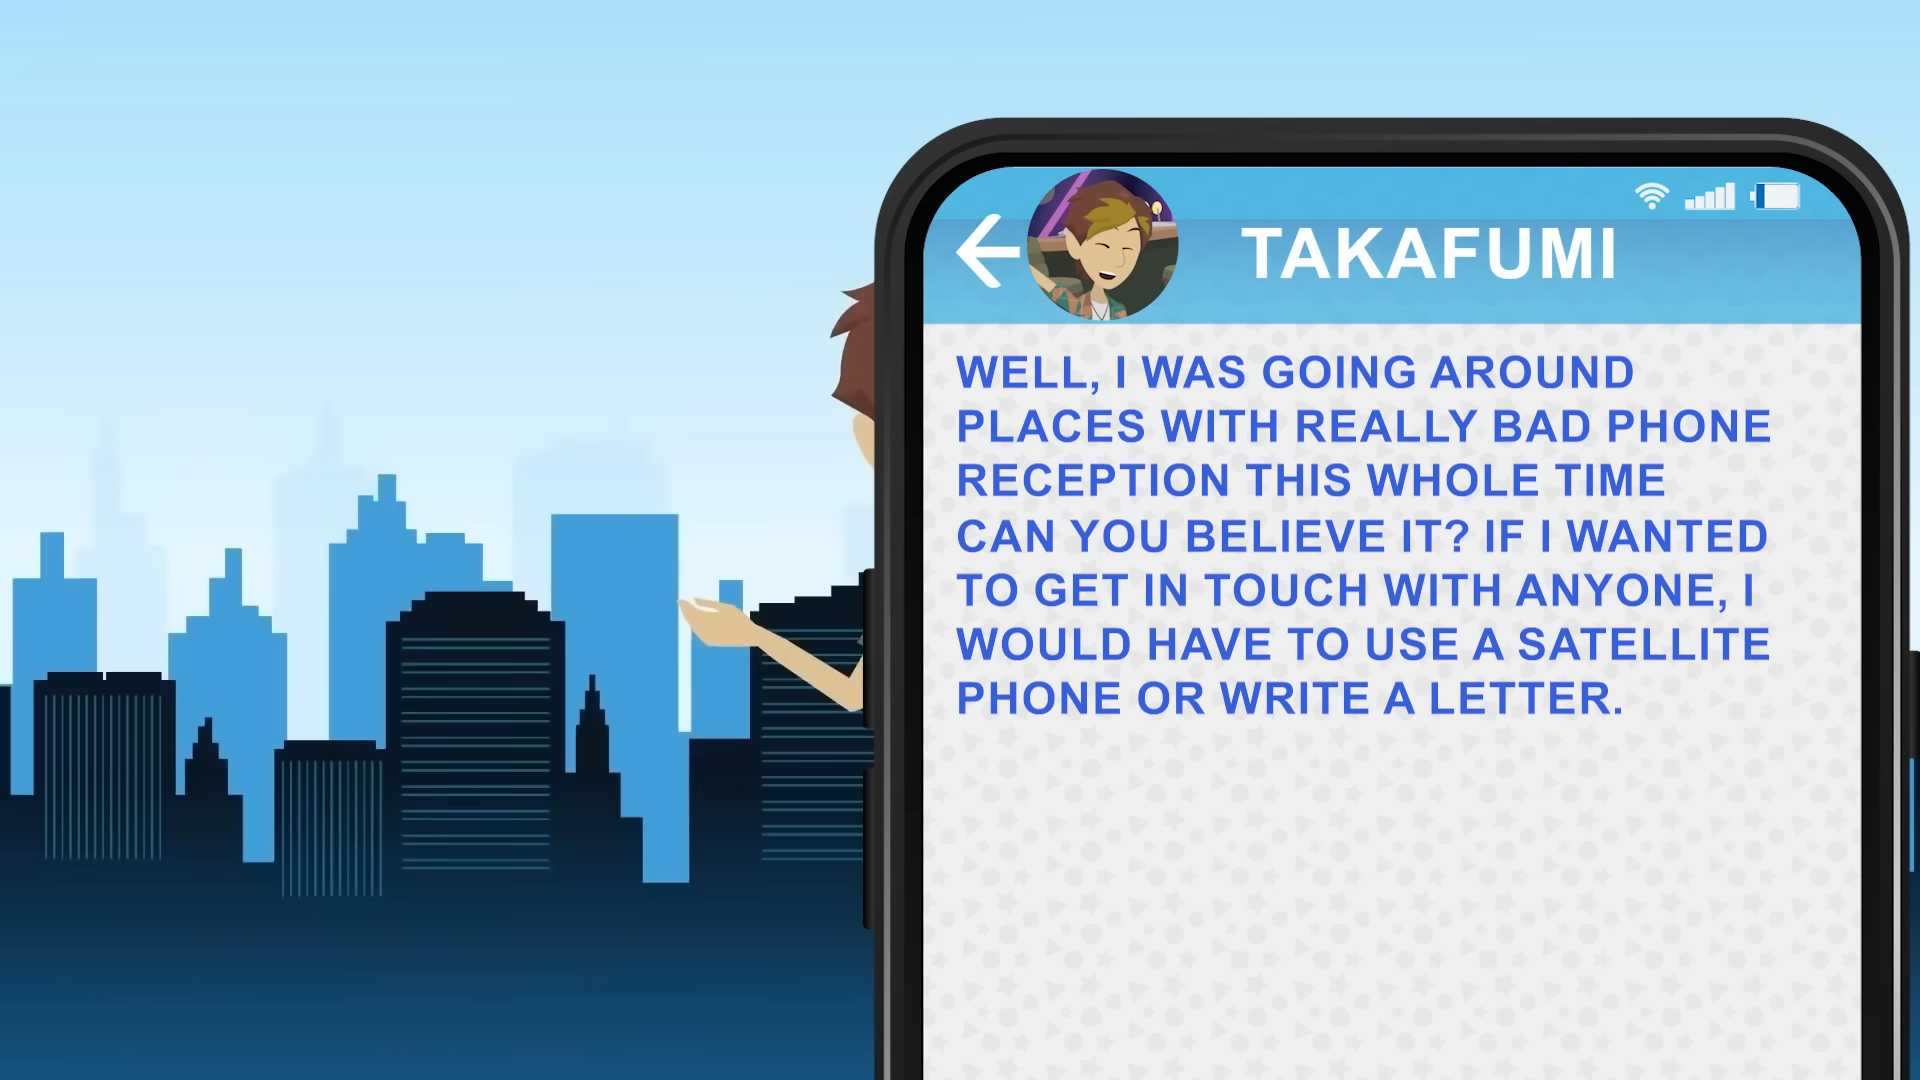 TAKAFUMI
WELL, I WAS GOING AROUND
PLACES WITH REALLY BAD PHONE
RECEPTION THIS WHOLE TIME
CAN YOU BELIEVE IT? IF I WANTED
TO GET IN TOUCH WITH ANYONE, I
WOULD HAVE TO USE A SATELLITE
PHONE OR WRITE A LETTER.